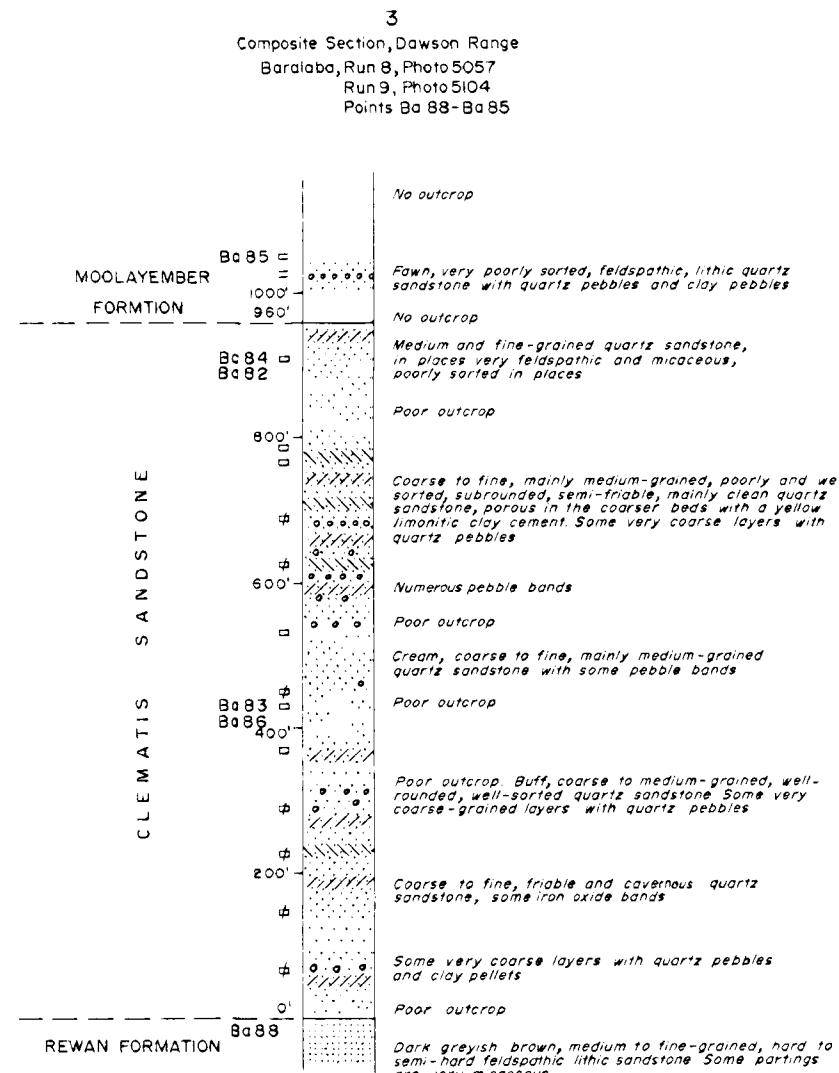 3
Composite Section, Dawson Range
Baralaba, Run 8, Photo 5057
Run 9, Photo 5104
Points Ba 88-Ba 85
No outcrop
Ba 85
MOOLAYEMBER
FORMTION
1000'
960'
Fawn, very poorly sorted, feldspathic, lithic quartz
sandstone with quartz pebbles and clay pebbles
No outcrop
Ba 84
Ba 82
Medium and fine-grained quartz sandstone,
in places very feldspathic and micaceous,
poorly sorted in places
Poor outcrop
800'
CLEMATIS SANDSTONE
Coarse to fine, mainly medium-grained, poorly and we
sorted, subrounded, semi-friable, mainly clean quartz
sandstone, porous in the coarser beds with a yellow
limonitic clay cement. Some very coarse layers with
quartz pebbles
600'
Numerous pebble bands
Poor outcrop
Cream, coarse to fine, mainly medium-grained
quartz sandstone with some pebble bands
Ba 83
Ba 86
Poor outcrop
400'
Poor outcrop. Buff, coarse to medium-grained, well-
rounded, well-sorted quartz sandstone Some very
coarse-grained layers with quartz pebbles
200'
Coarse to fine, friable and cavernous quartz
sandstone, some iron oxide bands
Some very coarse layers with quartz pebbles
and clay pellets
0'
Poor outcrop
Ba 88
REWAN FORMATION
Dark greyish brown, medium to fine-grained, hard to
semi-hard feldspathic lithic sandstone Some partings